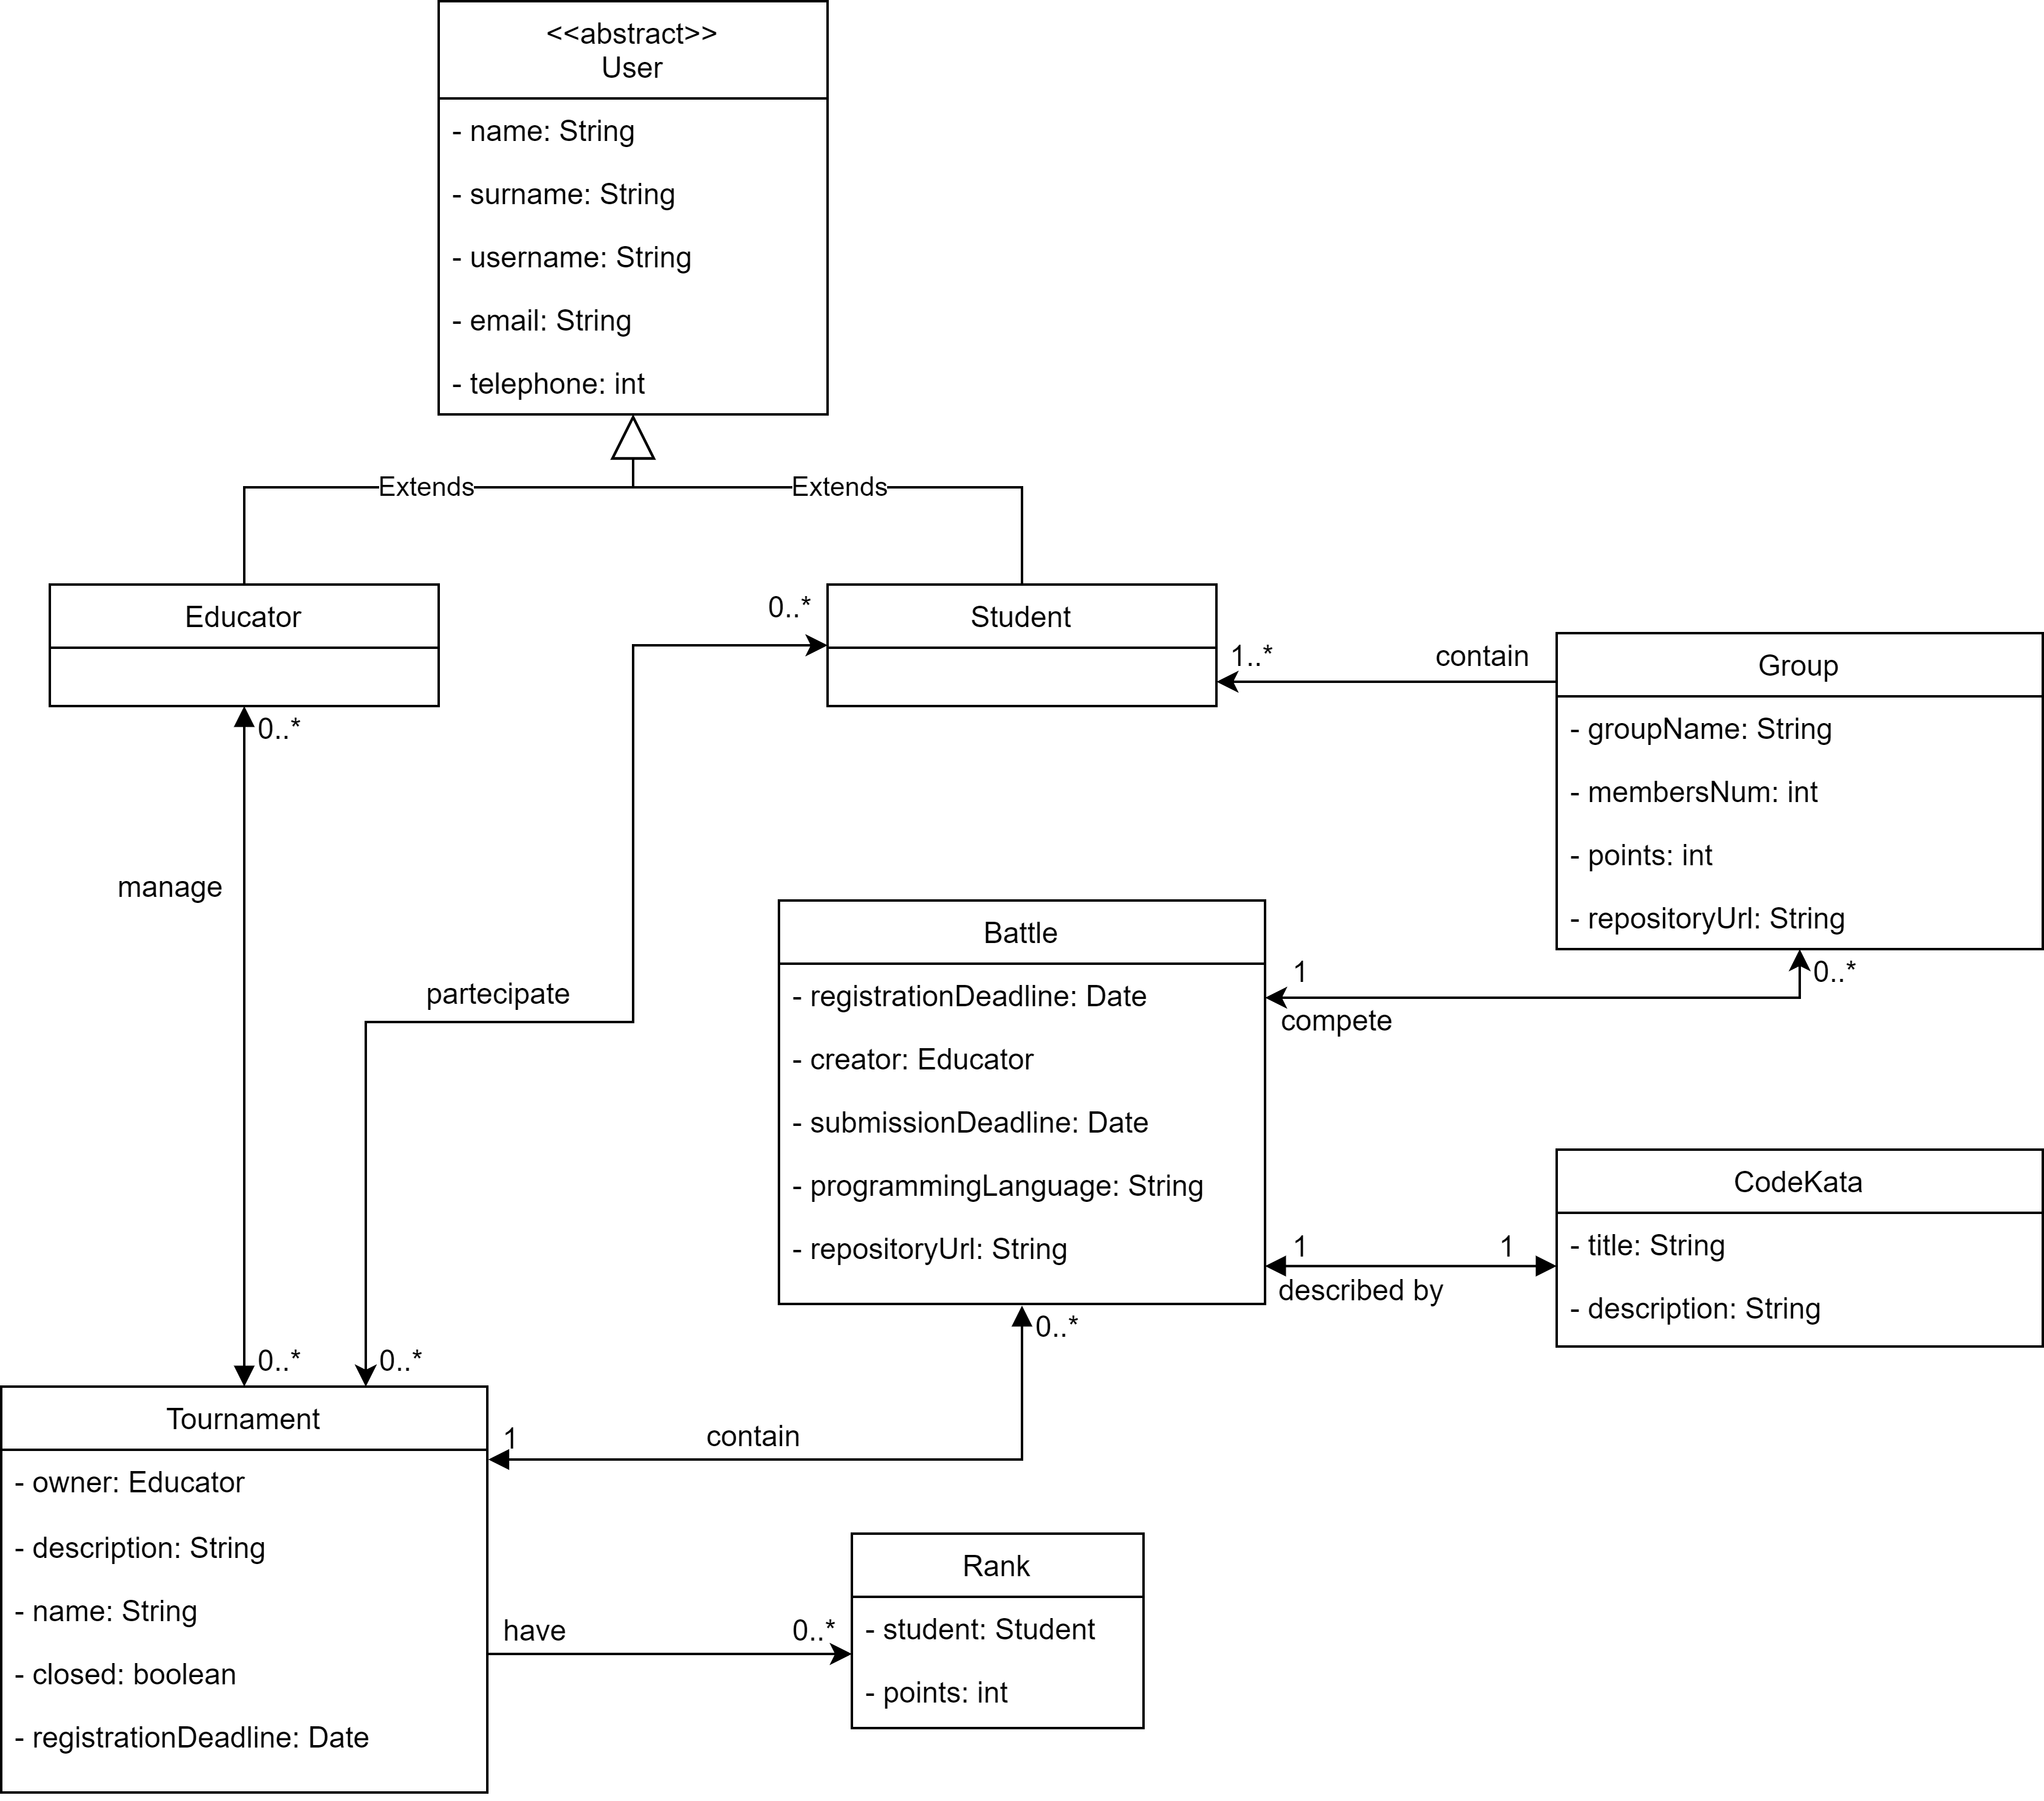 <<abstract>>
User
- name: String
- surname: String
- username: String
- email: String
- telephone: int
Extends
Extends
Educator
0..*
Student
0..*
1..*
contain
Group
- groupName: String
- membersNum: int
- points: int
- repositoryUrl: String
manage
partecipate
Battle
- registrationDeadline: Date
- creator: Educator
- submissionDeadline: Date
- programmingLanguage: String
- repositoryUrl: String
1
0..*
compete
CodeKata
- title: String
- description: String
1
1
described by
0..*
0..*
0..*
Tournament
- owner: Educator
- description: String
- name: String
- closed: boolean
- registrationDeadline: Date
1
contain
have
0..*
Rank
- student: Student
- points: int